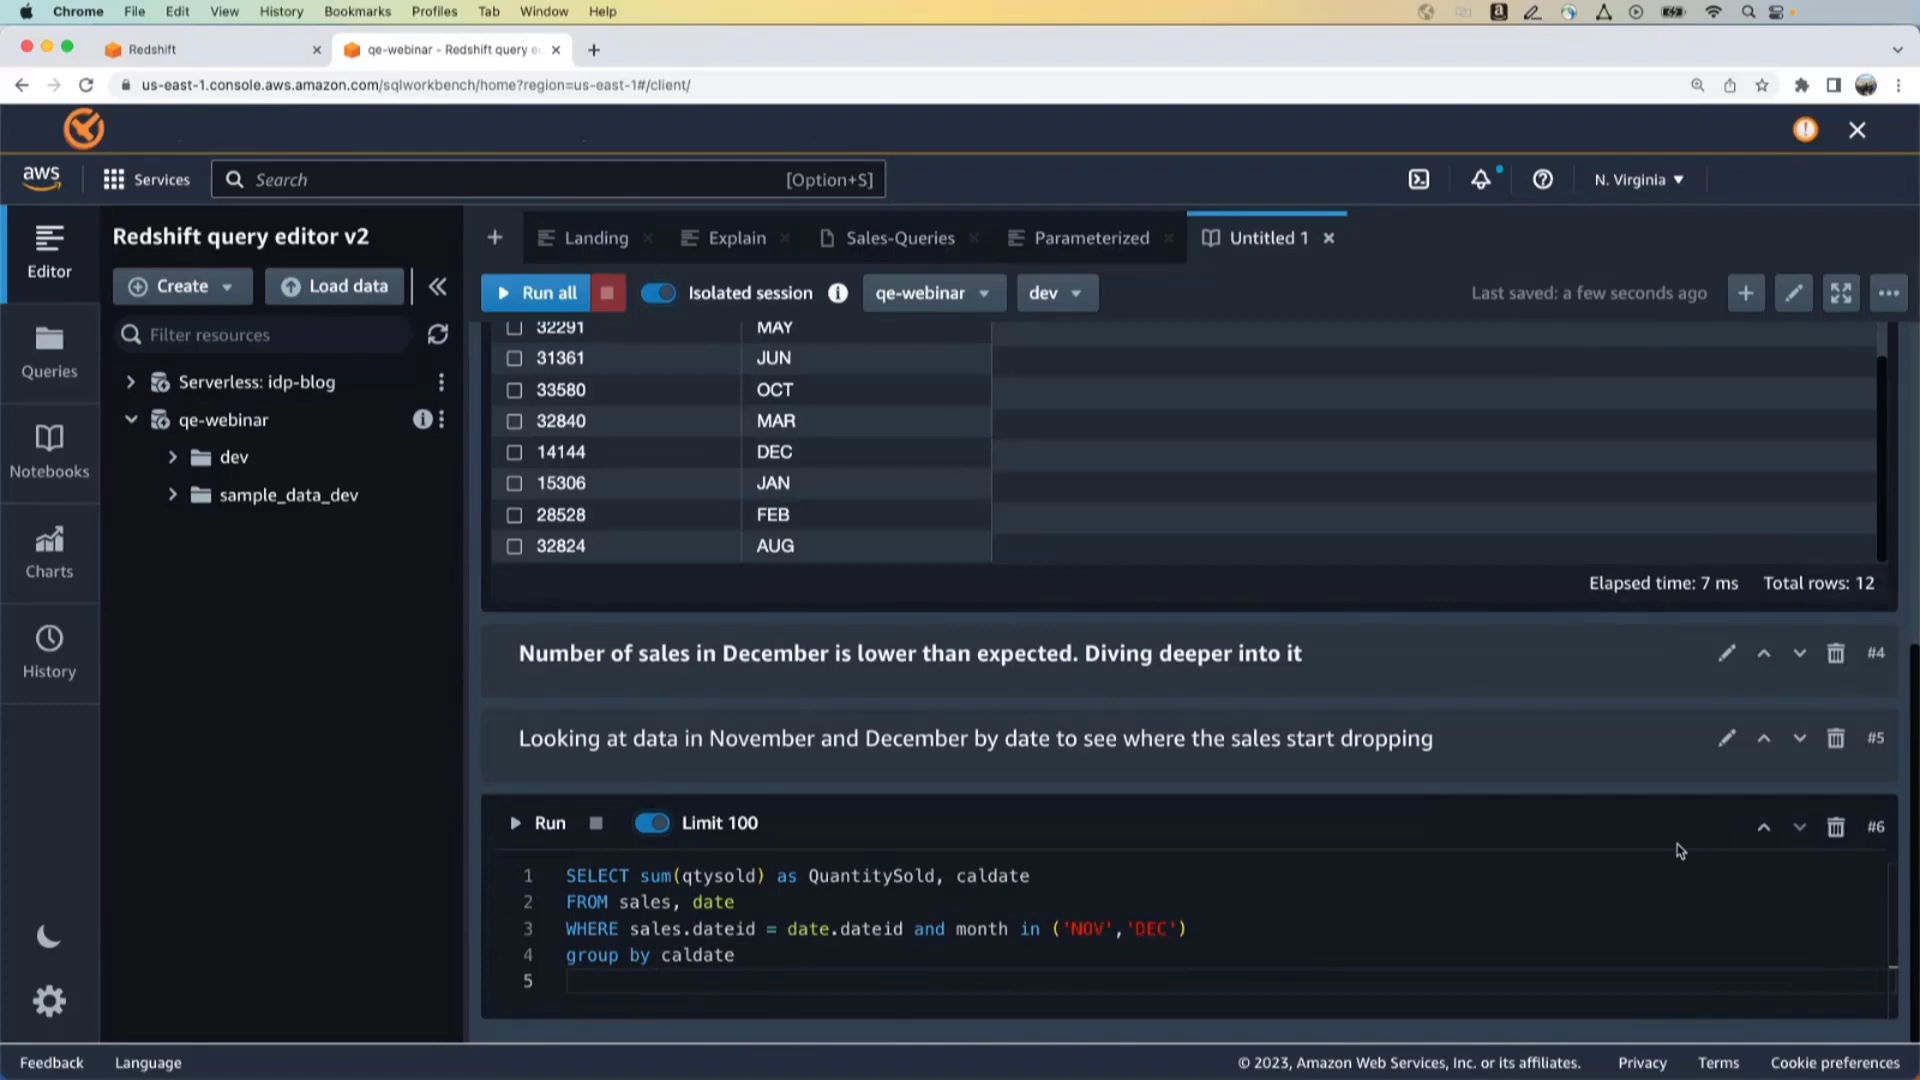 Chrome File Edit View History Bookmarks Profiles Tab Window Help
Redshift
qe-webinar - Redshift query e
us-east-1.console.aws.amazon.com/sqlworkbench/home?region=us-east-1#/client/
aws Services Search [Option+S] N. Virginia
Editor
Queries
Notebooks
Charts
History
Redshift query editor v2
Create Load data
Filter resources
Serverless: idp-blog
qe-webinar
dev
sample_data_dev
Landing Explain Sales-Queries Parameterized Untitled 1
Run all Isolated session qe-webinar dev Last saved: a few seconds ago
32291 MAY
31361 JUN
33580 OCT
32840 MAR
14144 DEC
15306 JAN
28528 FEB
32824 AUG
Elapsed time: 7 ms Total rows: 12
Number of sales in December is lower than expected. Diving deeper into it #4
Looking at data in November and December by date to see where the sales start dropping #5
Run Limit 100 #6
1 SELECT sum(qtysold) as QuantitySold, caldate
2 FROM sales, date
3 WHERE sales.dateid = date.dateid and month in ('NOV','DEC')
4 group by caldate
5
Feedback Language © 2023, Amazon Web Services, Inc. or its affiliates. Privacy Terms Cookie preferences